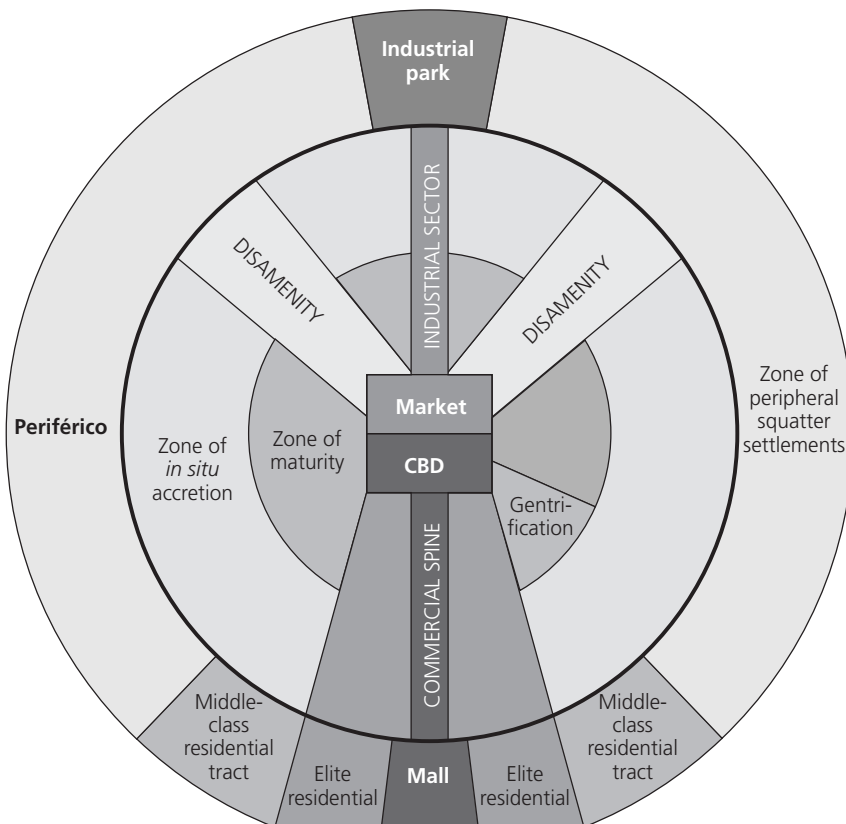 Industrial
park
INDUSTRIAL SECTOR
DISAMENITY
DISAMENITY
Market
CBD
Periférico
Zone of
in situ
accretion
Zone of
maturity
Gentri-
fication
Zone of
peripheral
squatter
settlements
COMMERCIAL SPINE
Middle-
class
residential
tract
Elite
residential
Mall
Elite
residential
Middle-
class
residential
tract